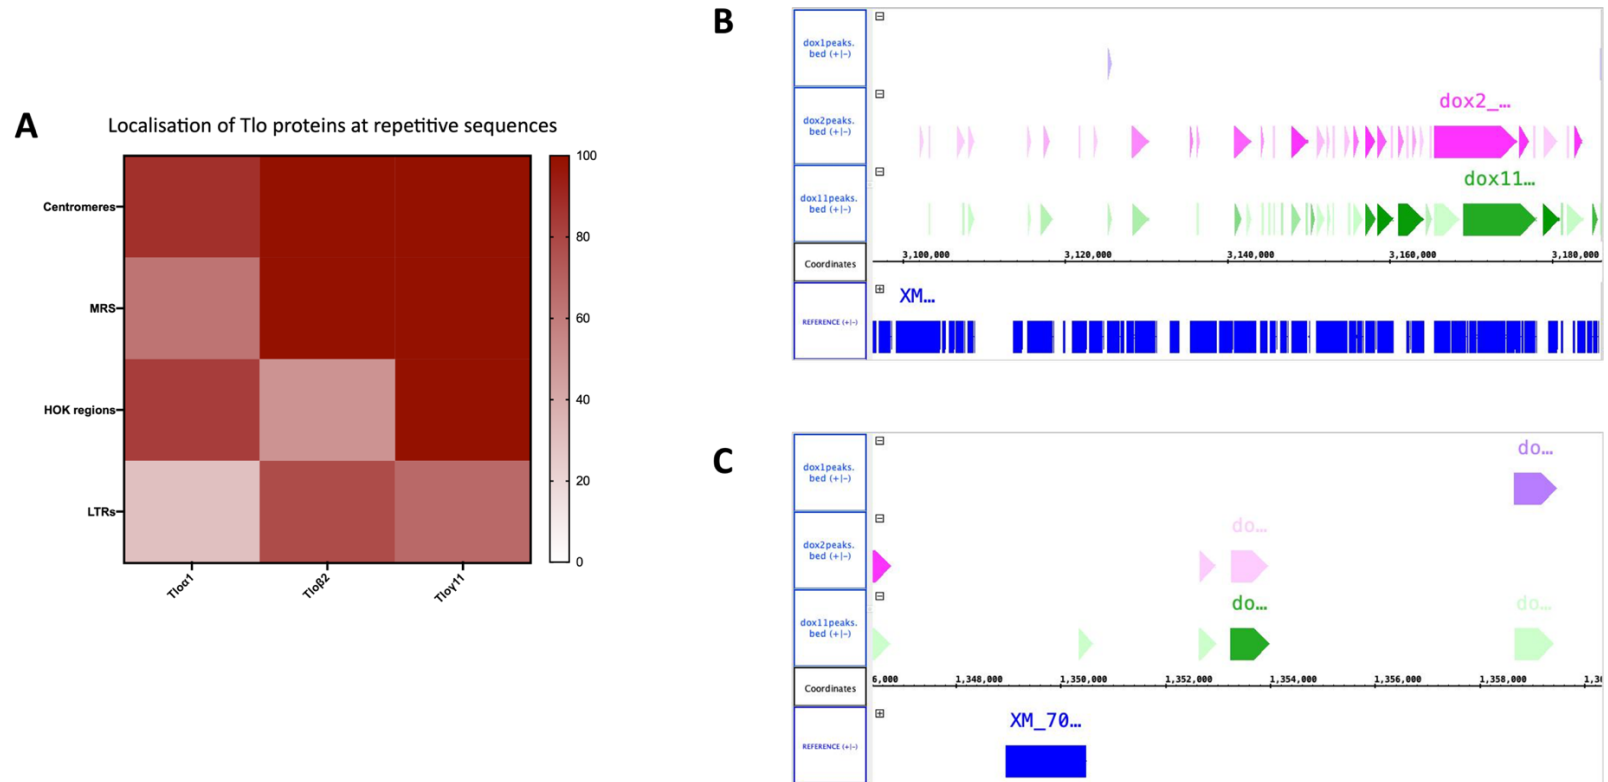 A
Localisation of Tlo proteins at repetitive sequences
Centromeres
MRS
HOK regions
LTRs
100
80
60
40
20
0
Tloα1
Tloβ2
Tloγ11
B
dox1peaks.
bed (+|-)
dox2peaks.
bed (+|-)
dox2_...
dox11peaks.
bed (+|-)
dox11...
Coordinates
3,100,000 3,120,000 3,140,000 3,160,000 3,180,000
REFERENCE (+|-)
XM...
C
dox1peaks.
bed (+|-)
do...
dox2peaks.
bed (+|-)
do...
dox11peaks.
bed (+|-)
do... do...
Coordinates
6,000 1,348,000 1,350,000 1,352,000 1,354,000 1,356,000 1,358,000
REFERENCE (+|-)
XM_70...